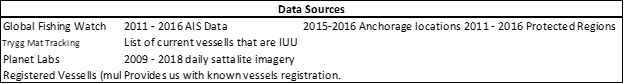 Data Sources
Global Fishing Watch 2011 - 2016 AIS Data 2015-2016 Anchorage locations 2011 - 2016 Protected Regions
Trygg Mat Tracking List of current vessells that are IUU
Planet Labs 2009 - 2018 daily sattalite imagery
Registered Vessells (mul Provides us with known vessels registration.